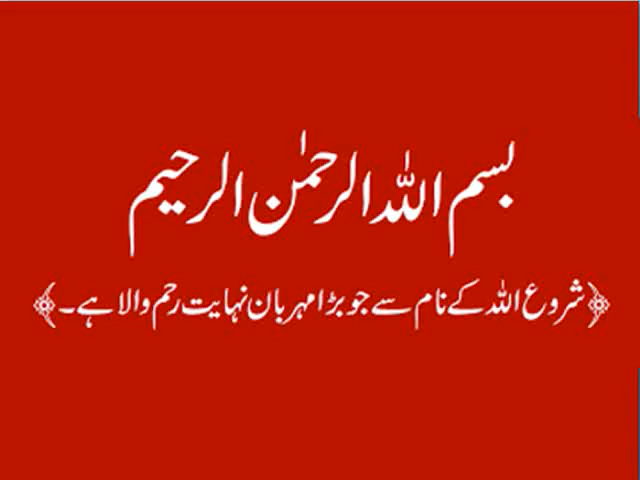 بسم اللہ الرحمٰن الرحیم
﴿شروع اللہ کے نام سے جو بڑا مہربان نہایت رحم والا ہے۔﴾